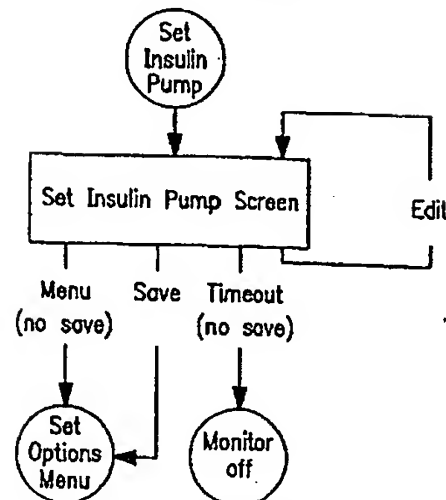 Set
Insulin
Pump
Set Insulin Pump Screen
Edit
Menu
(no save)
Save
Timeout
(no save)
Set
Options
Menu
Monitor
off